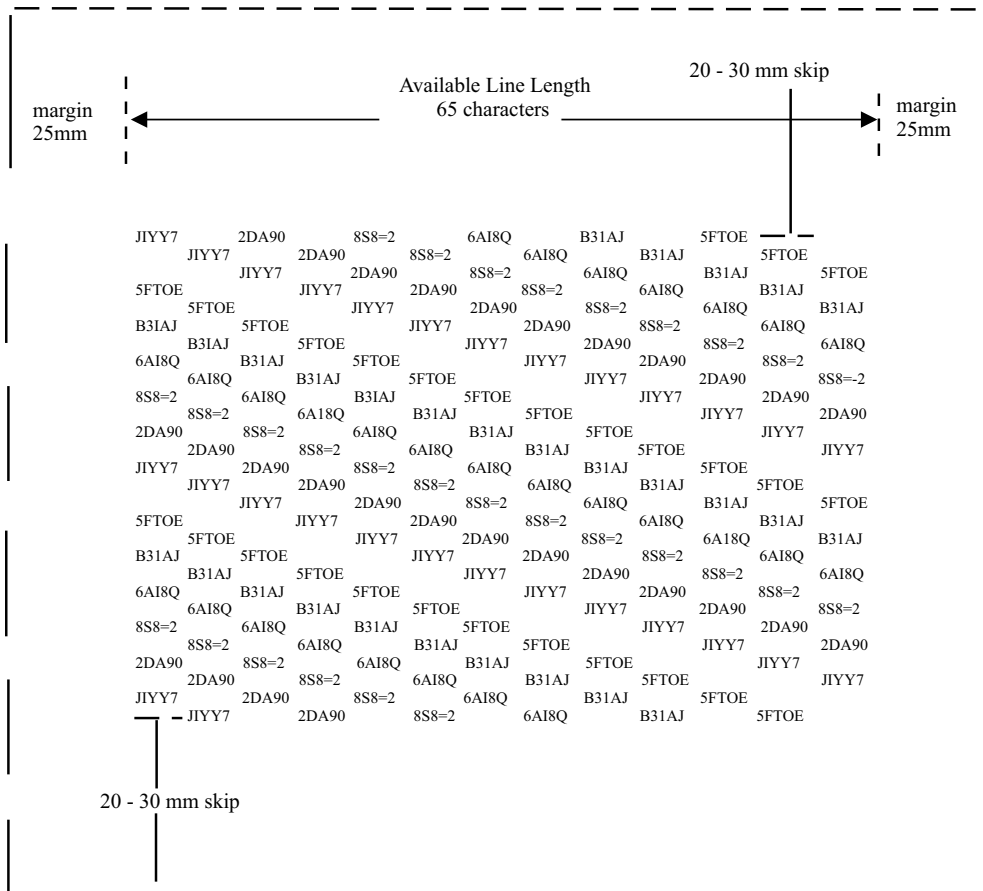 20 - 30 mm skip
Available Line Length
65 characters
margin
25mm
margin
25mm
JIYY7 2DA90 8S8=2 6AI8Q B31AJ 5FTOE
JIYY7 2DA90 8S8=2 6AI8Q B31AJ 5FTOE
JIYY7 2DA90 8S8=2 6AI8Q B31AJ 5FTOE
5FTOE JIYY7 2DA90 8S8=2 6AI8Q B31AJ
5FTOE JIYY7 2DA90 8S8=2 6AI8Q B31AJ
B3IAJ 5FTOE JIYY7 2DA90 8S8=2 6AI8Q
B3IAJ 5FTOE JIYY7 2DA90 8S8=2 6AI8Q
6AI8Q B31AJ 5FTOE JIYY7 2DA90 8S8=2
6AI8Q B31AJ 5FTOE JIYY7 2DA90 8S8=-2
8S8=2 6AI8Q B3IAJ 5FTOE JIYY7 2DA90
8S8=2 6A18Q B31AJ 5FTOE JIYY7 2DA90
2DA90 8S8=2 6AI8Q B31AJ 5FTOE JIYY7
2DA90 8S8=2 6AI8Q B31AJ 5FTOE JIYY7
JIYY7 2DA90 8S8=2 6AI8Q B31AJ 5FTOE
JIYY7 2DA90 8S8=2 6AI8Q B31AJ 5FTOE
JIYY7 2DA90 8S8=2 6AI8Q B31AJ 5FTOE
5FTOE JIYY7 2DA90 8S8=2 6AI8Q B31AJ
5FTOE JIYY7 2DA90 8S8=2 6A18Q B31AJ
B31AJ 5FTOE JIYY7 2DA90 8S8=2 6AI8Q
B31AJ 5FTOE JIYY7 2DA90 8S8=2 6AI8Q
6AI8Q B31AJ 5FTOE JIYY7 2DA90 8S8=2
6AI8Q B31AJ 5FTOE JIYY7 2DA90 8S8=2
8S8=2 6AI8Q B31AJ 5FTOE JIYY7 2DA90
8S8=2 6AI8Q B31AJ 5FTOE JIYY7 2DA90
2DA90 8S8=2 6AI8Q B31AJ 5FTOE JIYY7
2DA90 8S8=2 6AI8Q B31AJ 5FTOE JIYY7
JIYY7 2DA90 8S8=2 6AI8Q B31AJ 5FTOE
JIYY7 2DA90 8S8=2 6AI8Q B31AJ 5FTOE
20 - 30 mm skip